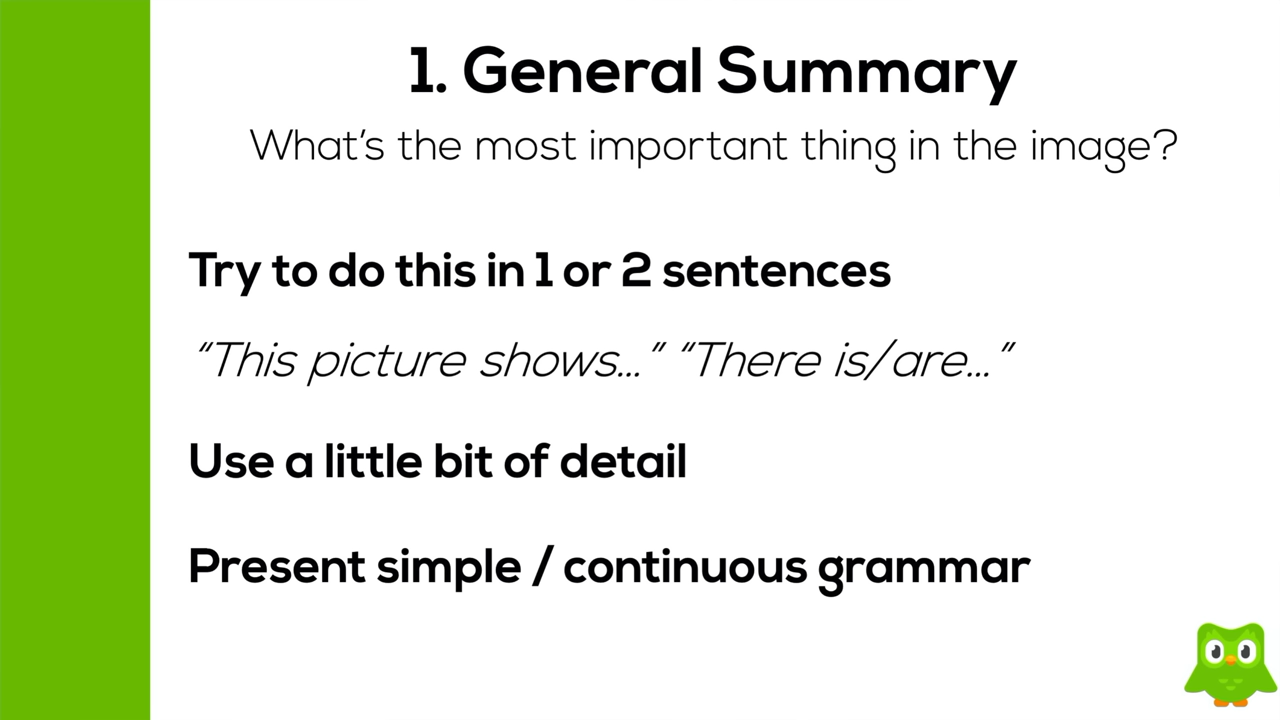 1. General Summary
What's the most important thing in the image?
Try to do this in 1 or 2 sentences
“This picture shows...” “There is/are...”
Use a little bit of detail
Present simple / continuous grammar